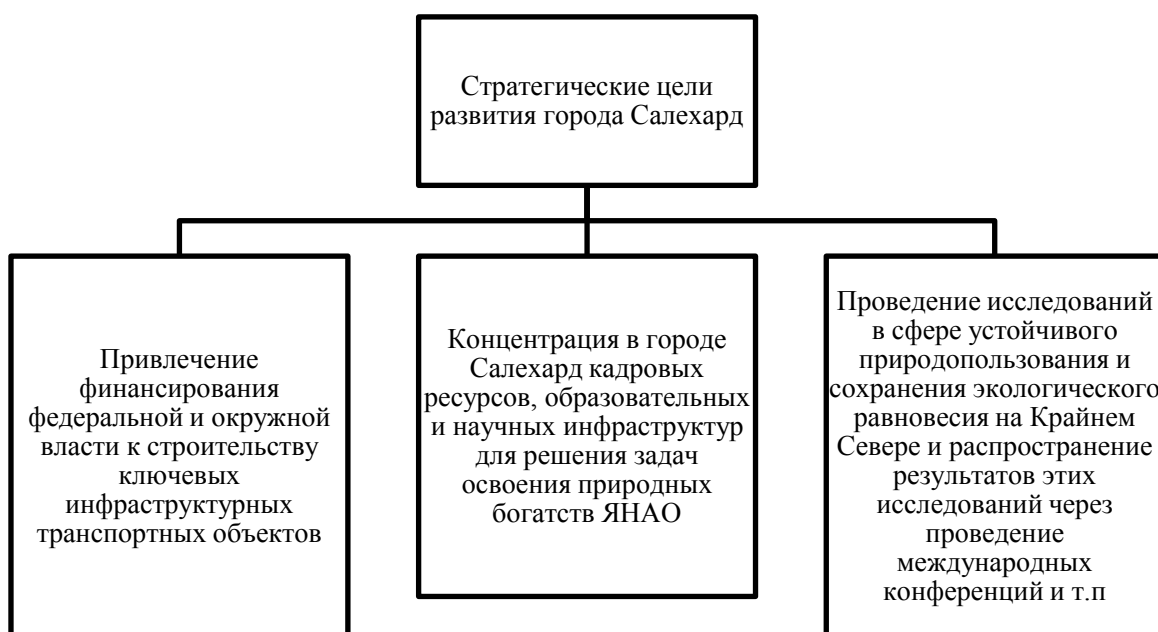 Стратегические цели
развития города Салехард
Привлечение
финансирования
федеральной и окружной
власти к строительству
ключевых
инфраструктурных
транспортных объектов
Концентрация в городе
Салехард кадровых
ресурсов, образовательных
и научных инфраструктур
для решения задач
освоения природных
богатств ЯНАО
Проведение исследований
в сфере устойчивого
природопользования и
сохранения экологического
равновесия на Крайнем
Севере и распространение
результатов этих
исследований через
проведение
международных
конференций и т.п